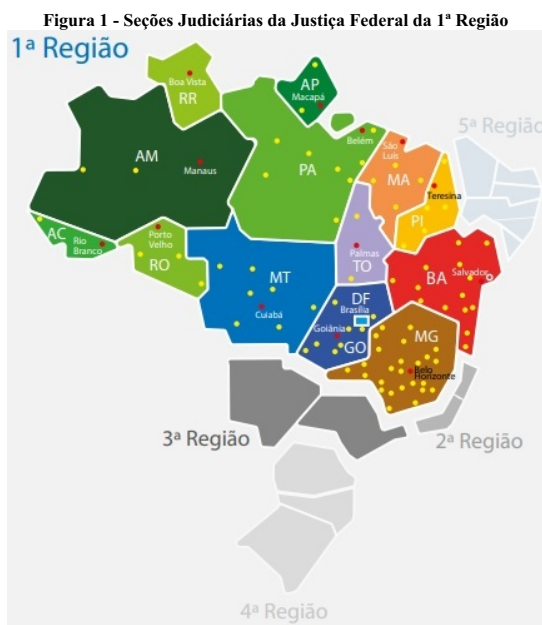 Figura 1 - Seções Judiciárias da Justiça Federal da 1ª Região
1ª Região
Boa Vista
RR
AP
Macapá
5ª Região
AM
Manaus
PA
Belém
São
Luís
MA
Teresina
PI
AC
Rio
Branco
Porto
Velho
RO
MT
Cuiabá
Palmas
TO
BA
Salvador
DF
Brasília
Goiânia
GO
MG
Belo
Horizonte
3ª Região
2ª Região
4ª Região